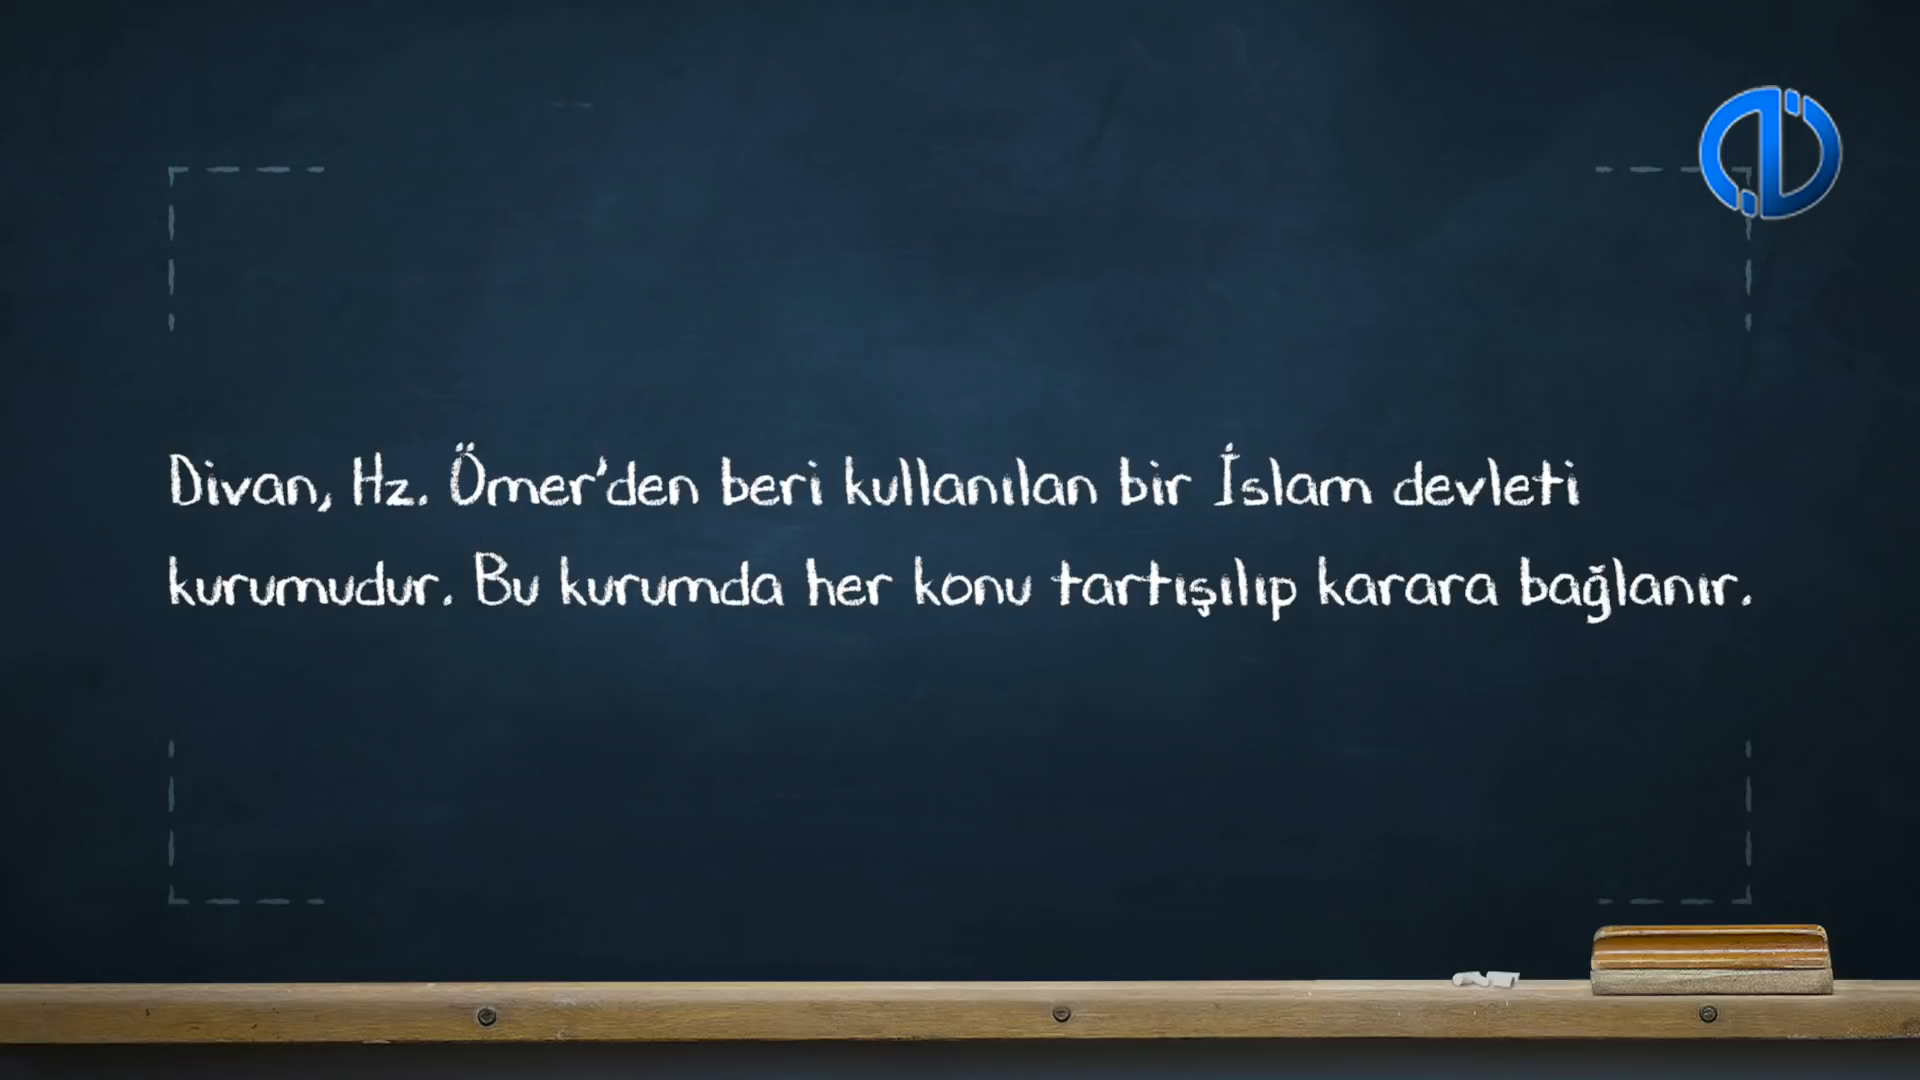 Divan, Hz. Ömer'den beri kullanılan bir İslam devleti
kurumudur. Bu kurumda her konu tartışılıp karara bağlanır.